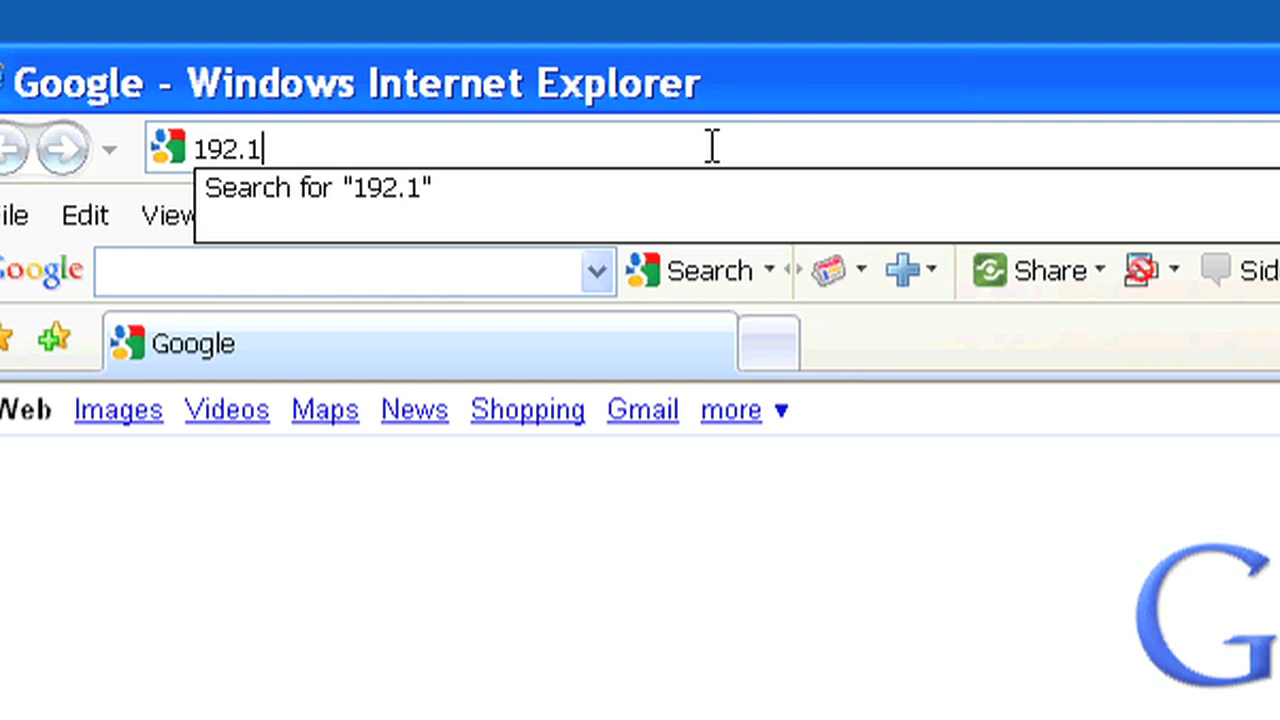 Google - Windows Internet Explorer
192.1
Search for "192.1"
ile Edit View
Google Search Share Sid
Google
Web Images Videos Maps News Shopping Gmail more ▼
G